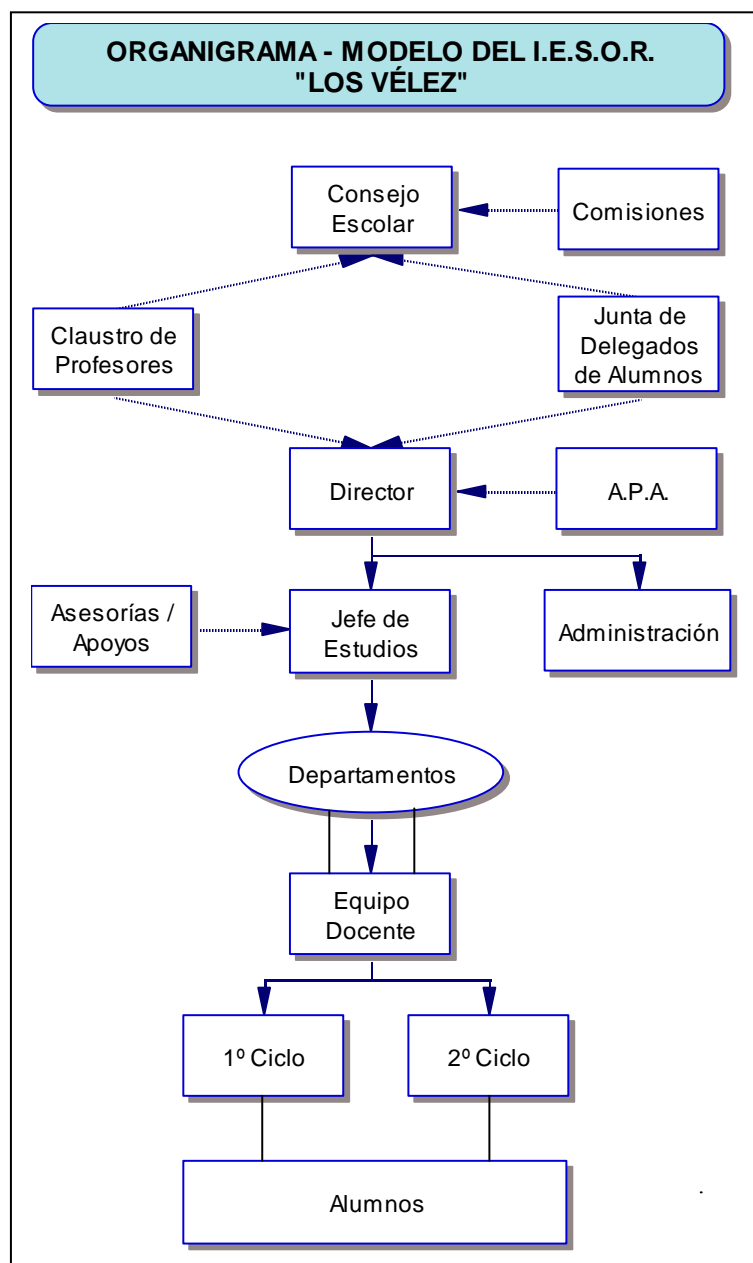 ORGANIGRAMA - MODELO DEL I.E.S.O.R.
"LOS VÉLEZ"
Consejo
Escolar
Comisiones
Claustro de
Profesores
Junta de
Delegados
de Alumnos
Director
A.P.A.
Asesorías /
Apoyos
Jefe de
Estudios
Administración
Departamentos
Equipo
Docente
1º Ciclo
2º Ciclo
Alumnos